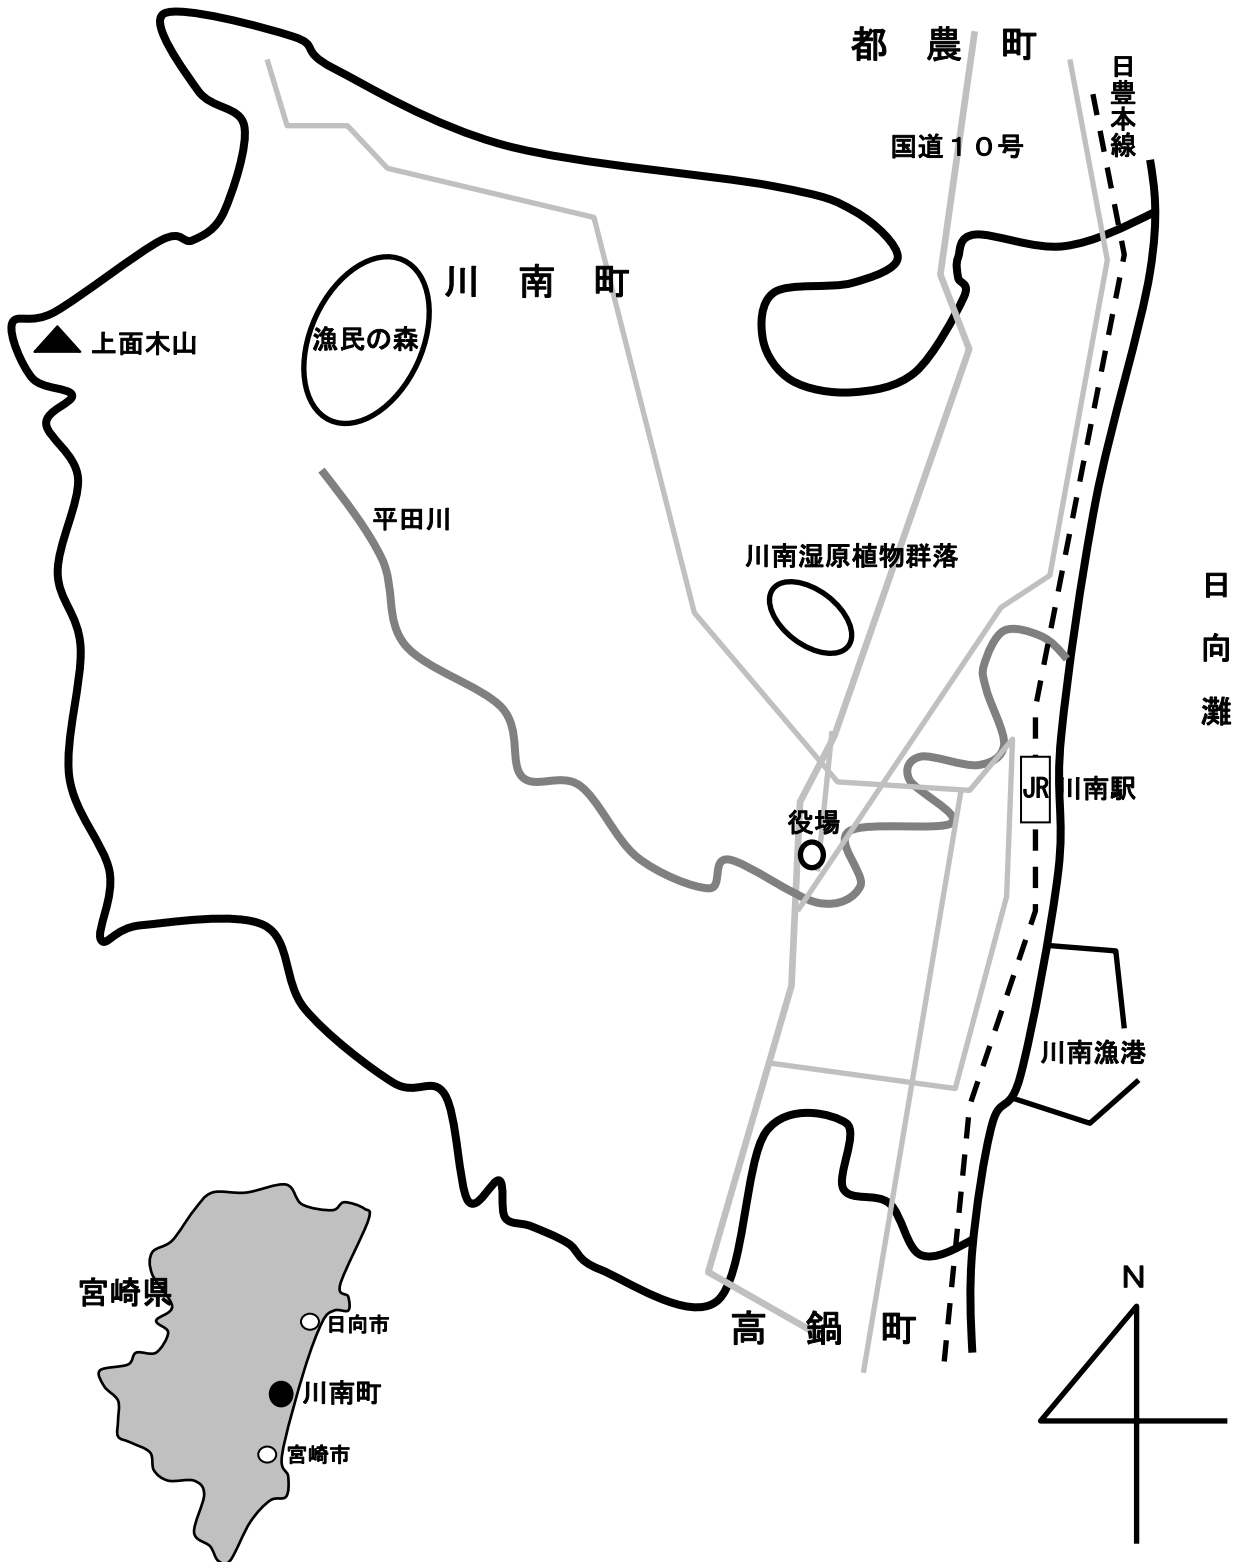 都　農　町
日豊本線
国道１０号
川　南　町
漁民の森
上面木山
平田川
川南湿原植物群落
日向灘
JR
川南駅
役場
川南漁港
高　鍋　町
N
宮崎県
日向市
川南町
宮崎市